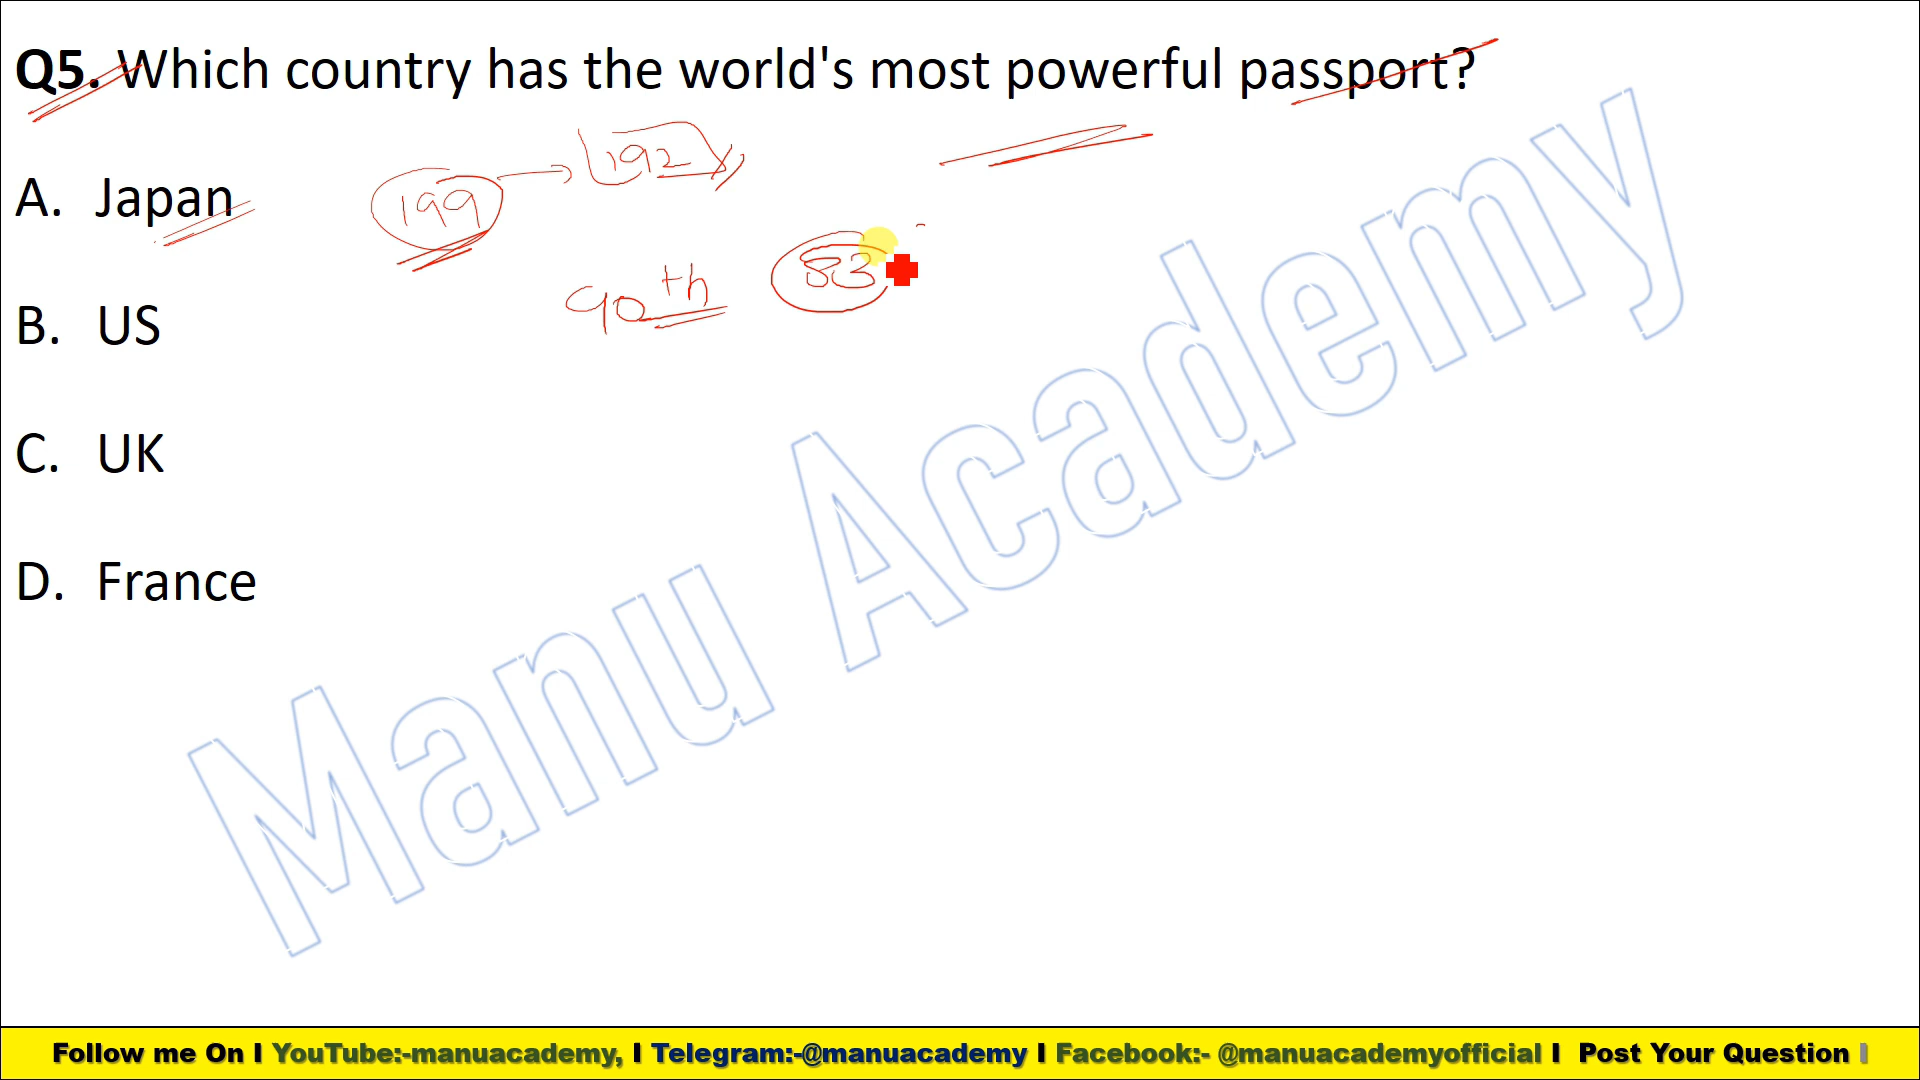 Q5. Which country has the world's most powerful passport?
192
A. Japan
199
83
90th
B. US
C. UK
D. France
Manu Academy
Follow me On I YouTube:-manuacademy, I Telegram:-@manuacademy I Facebook:- @manuacademyofficial I Post Your Question I